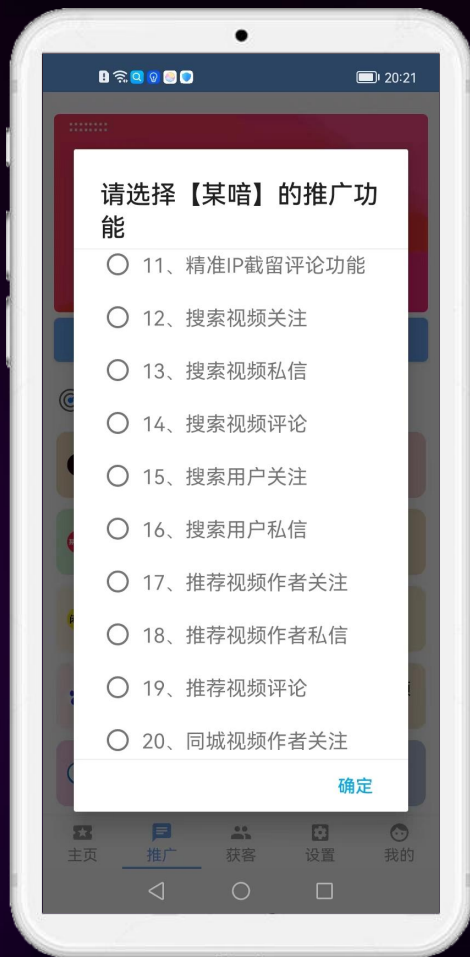 20:21
请选择【某喑】的推广功
能
11、精准IP截留评论功能
12、搜索视频关注
13、搜索视频私信
14、搜索视频评论
15、搜索用户关注
16、搜索用户私信
17、推荐视频作者关注
18、推荐视频作者私信
19、推荐视频评论
20、同城视频作者关注
确定
主页
推广
获客
设置
我的